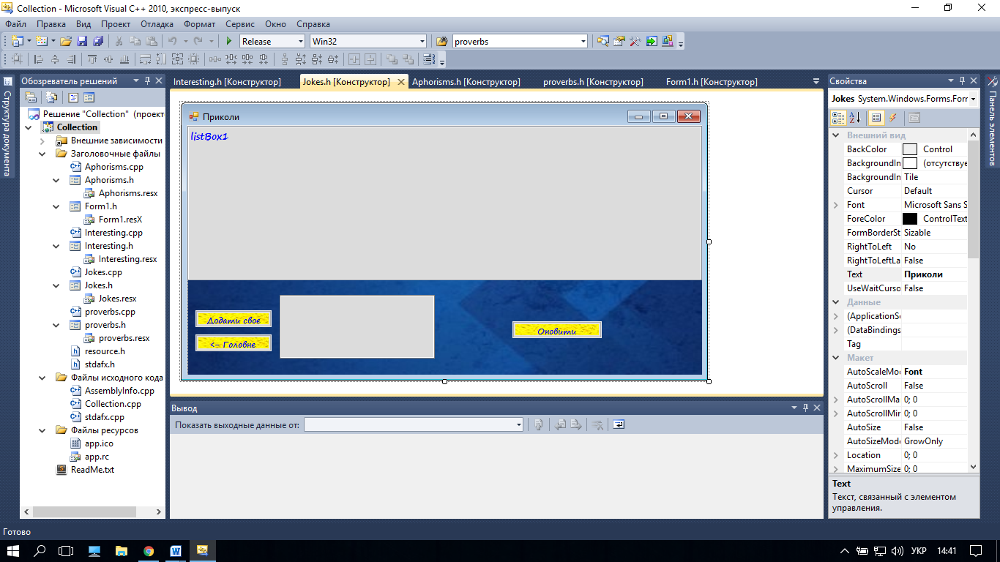 Collection - Microsoft Visual C++ 2010, экспресс-выпуск
Файл Правка Вид Проект Отладка Формат Сервис Окно Справка
Release Win32 proverbs
Структура документа
Обозреватель решений
Решение "Collection" (проект
Collection
Внешние зависимости
Заголовочные файлы
Aphorisms.cpp
Aphorisms.h
Aphorisms.resx
Form1.h
Form1.resX
Interesting.cpp
Interesting.h
Interesting.resx
Jokes.cpp
Jokes.h
Jokes.resx
proverbs.cpp
proverbs.h
proverbs.resx
resource.h
stdafx.h
Файлы исходного кода
AssemblyInfo.cpp
Collection.cpp
stdafx.cpp
Файлы ресурсов
app.ico
app.rc
ReadMe.txt
Interesting.h [Конструктор] Jokes.h [Конструктор] Aphorisms.h [Конструктор] proverbs.h [Конструктор] Form1.h [Конструктор]
Приколи
listBox1
Додати своє
<- Головне
Оновити
Вывод
Показать выходные данные от:
Свойства
Jokes System.Windows.Forms.Forr
Внешний вид
BackColor Control
BackgroundIr (отсутствуе
BackgroundIr Tile
Cursor Default
Font Microsoft Sans S
ForeColor ControlText
FormBorderSt Sizable
RightToLeft No
RightToLeftLa False
Text Приколи
UseWaitCurso False
Данные
(ApplicationSe
(DataBindings
Tag
Макет
AutoScaleMod Font
AutoScroll False
AutoScrollMa 0; 0
AutoScrollMir 0; 0
AutoSize False
AutoSizeMode GrowOnly
Location 0; 0
MaximumSize 0; 0
Text
Текст, связанный с элементом
управления.
Панель элементов
Готово
УКР 14:41